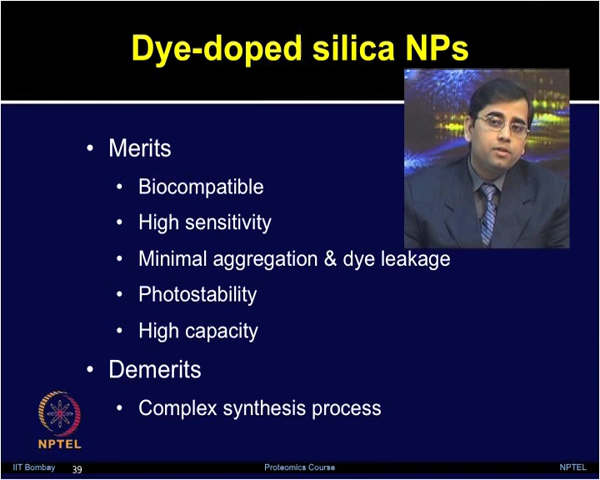 Dye-doped silica NPs
• Merits
• Biocompatible
• High sensitivity
• Minimal aggregation & dye leakage
• Photostability
• High capacity
• Demerits
• Complex synthesis process
NPTEL
IIT Bombay 39 Proteomics Course NPTEL